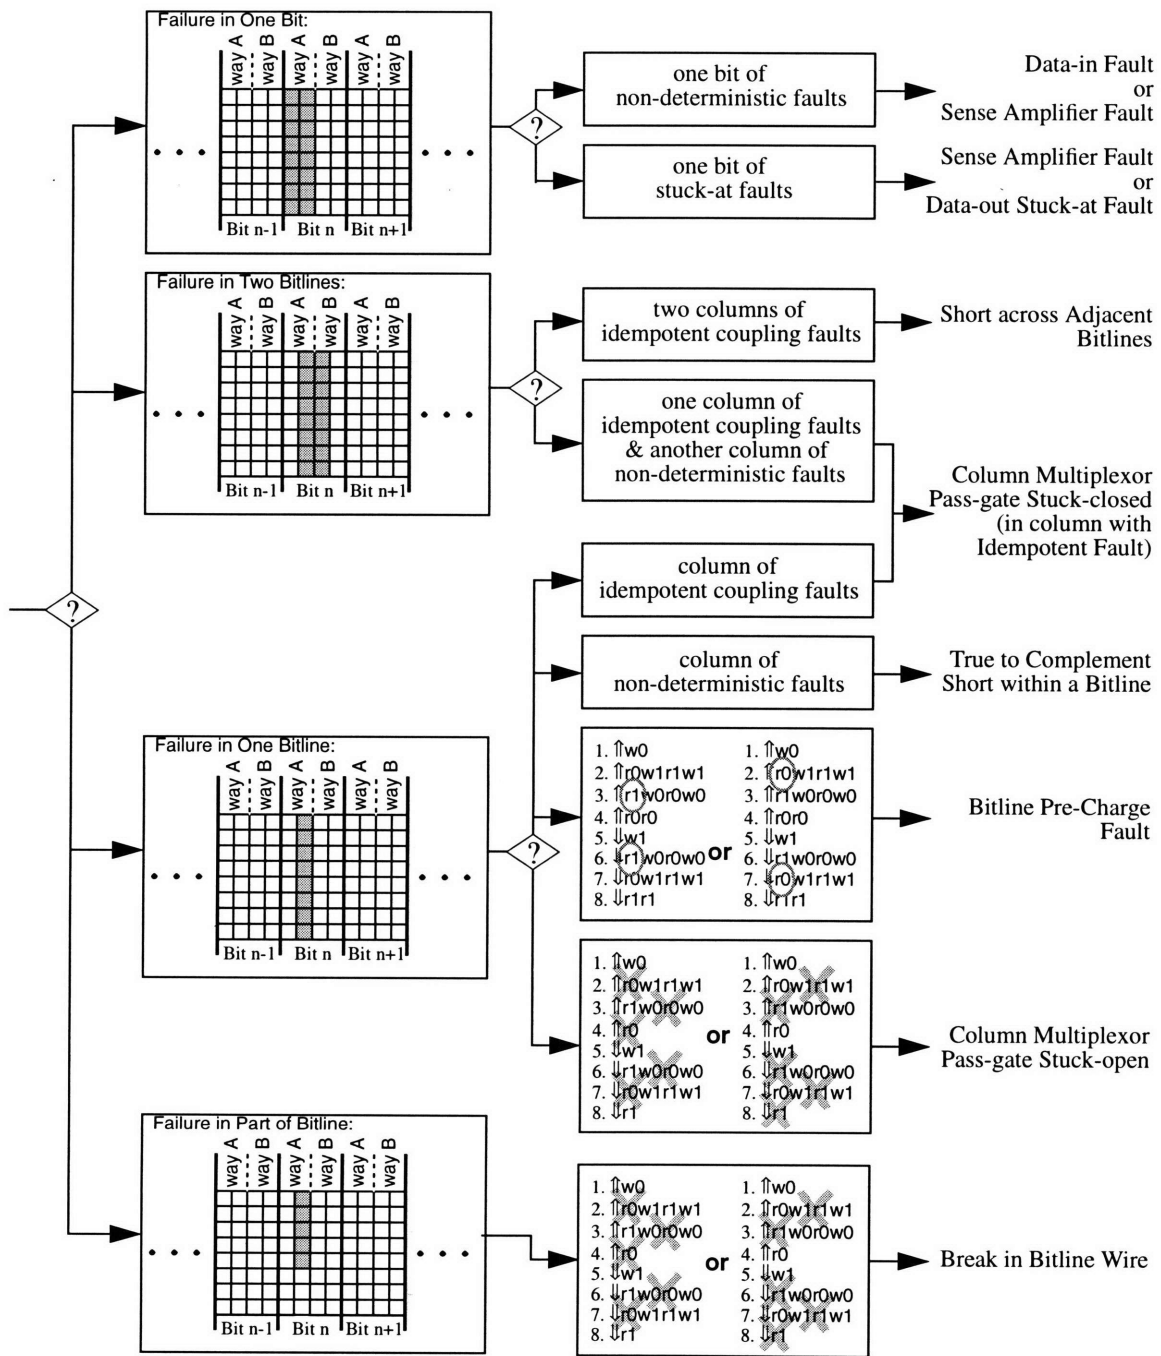 Failure in One Bit:
way A
way B
way A
way B
way A
way B
Bit n-1
Bit n
Bit n+1
?
one bit of
non-deterministic faults
Data-in Fault
or
Sense Amplifier Fault
one bit of
stuck-at faults
Sense Amplifier Fault
or
Data-out Stuck-at Fault
Failure in Two Bitlines:
way A
way B
way A
way B
way A
way B
Bit n-1
Bit n
Bit n+1
?
two columns of
idempotent coupling faults
Short across Adjacent
Bitlines
one column of
idempotent coupling faults
& another column of
non-deterministic faults
Column Multiplexor
Pass-gate Stuck-closed
(in column with
Idempotent Fault)
?
column of
idempotent coupling faults
column of
non-deterministic faults
True to Complement
Short within a Bitline
Failure in One Bitline:
way A
way B
way A
way B
way A
way B
Bit n-1
Bit n
Bit n+1
?
1. ⇑w0
2. ⇑r0w1r1w1
3. ⇑r1w0r0w0
4. ⇑r0r0
5. ⇓w1
6. ⇓r1w0r0w0
7. ⇓r0w1r1w1
8. ⇓r1r1
or
1. ⇑w0
2. ⇑r0w1r1w1
3. ⇑r1w0r0w0
4. ⇑r0r0
5. ⇓w1
6. ⇓r1w0r0w0
7. ⇓r0w1r1w1
8. ⇓r1r1
Bitline Pre-Charge
Fault
1. ⇑w0
2. ⇑r0w1r1w1
3. ⇑r1w0r0w0
4. ⇑r0
5. ⇓w1
6. ⇓r1w0r0w0
7. ⇓r0w1r1w1
8. ⇓r1
or
1. ⇑w0
2. ⇑r0w1r1w1
3. ⇑r1w0r0w0
4. ⇑r0
5. ⇓w1
6. ⇓r1w0r0w0
7. ⇓r0w1r1w1
8. ⇓r1
Column Multiplexor
Pass-gate Stuck-open
Failure in Part of Bitline:
way A
way B
way A
way B
way A
way B
Bit n-1
Bit n
Bit n+1
1. ⇑w0
2. ⇑r0w1r1w1
3. ⇑r1w0r0w0
4. ⇑r0
5. ⇓w1
6. ⇓r1w0r0w0
7. ⇓r0w1r1w1
8. ⇓r1
or
1. ⇑w0
2. ⇑r0w1r1w1
3. ⇑r1w0r0w0
4. ⇑r0
5. ⇓w1
6. ⇓r1w0r0w0
7. ⇓r0w1r1w1
8. ⇓r1
Break in Bitline Wire